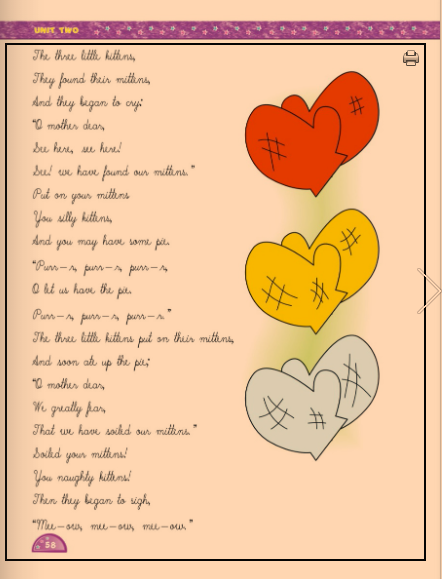 UNIT TWO
The three little kittens,
They found their mittens,
And they began to cry;
"O mother dear,
See here, see here!
See! we have found our mittens."
Put on your mittens
You silly kittens,
And you may have some pie.
"Purr—r, purr—r, purr—r,
O let us have the pie.
Purr—r, purr—r, purr—r."
The three little kittens put on their mittens,
And soon ate up the pie;
"O mother dear,
We greatly fear,
That we have soiled our mittens."
Soiled your mittens!
You naughty kittens!
Then they began to sigh,
"Mee—ow, mee—ow, mee—ow."
56